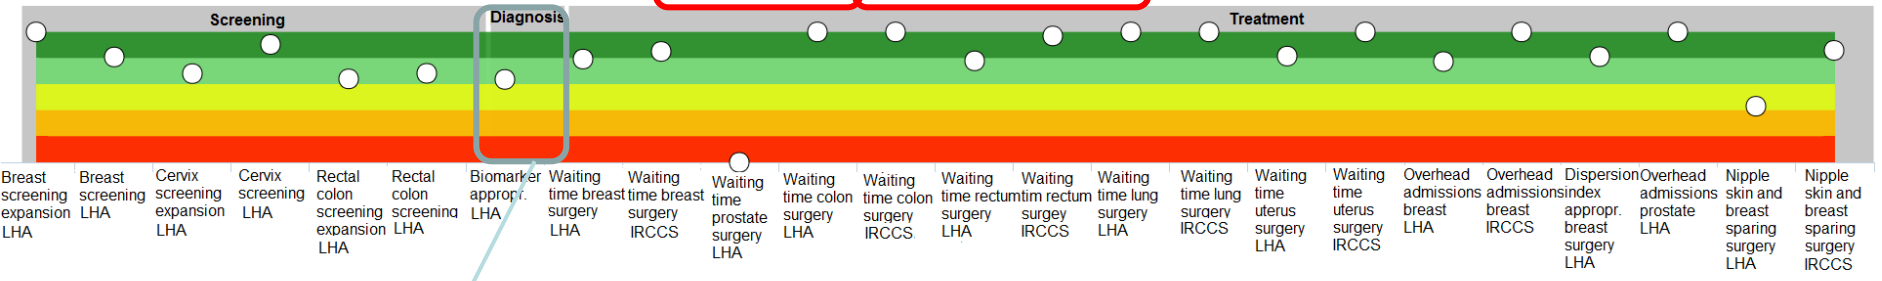 Screening
Diagnosis
Treatment
Breast
screening
expansion
LHA
Breast
screening
LHA
Cervix
screening
expansion
LHA
Cervix
screening
LHA
Rectal
colon
screening
expansion
LHA
Rectal
colon
screening
LHA
Biomarker
appropr.
LHA
Waiting
time breast
surgery
LHA
Waiting
time breast
surgery
IRCCS
Waiting
time
prostate
surgery
LHA
Waiting
time colon
surgery
LHA
Waiting
time colon
surgery
IRCCS
Waiting
time rectum
surgery
LHA
Waiting
tim rectum
surgey
IRCCS
Waiting
time lung
surgery
LHA
Waiting
time lung
surgery
IRCCS
Waiting
time
uterus
surgery
LHA
Waiting
time
uterus
surgery
IRCCS
Overhead
admissions
breast
LHA
Overhead
admissions
breast
IRCCS
Dispersion
index
appropr.
breast
surgery
LHA
Overhead
admissions
prostate
LHA
Nipple
skin and
breast
sparing
surgery
LHA
Nipple
skin and
breast
sparing
surgery
IRCCS